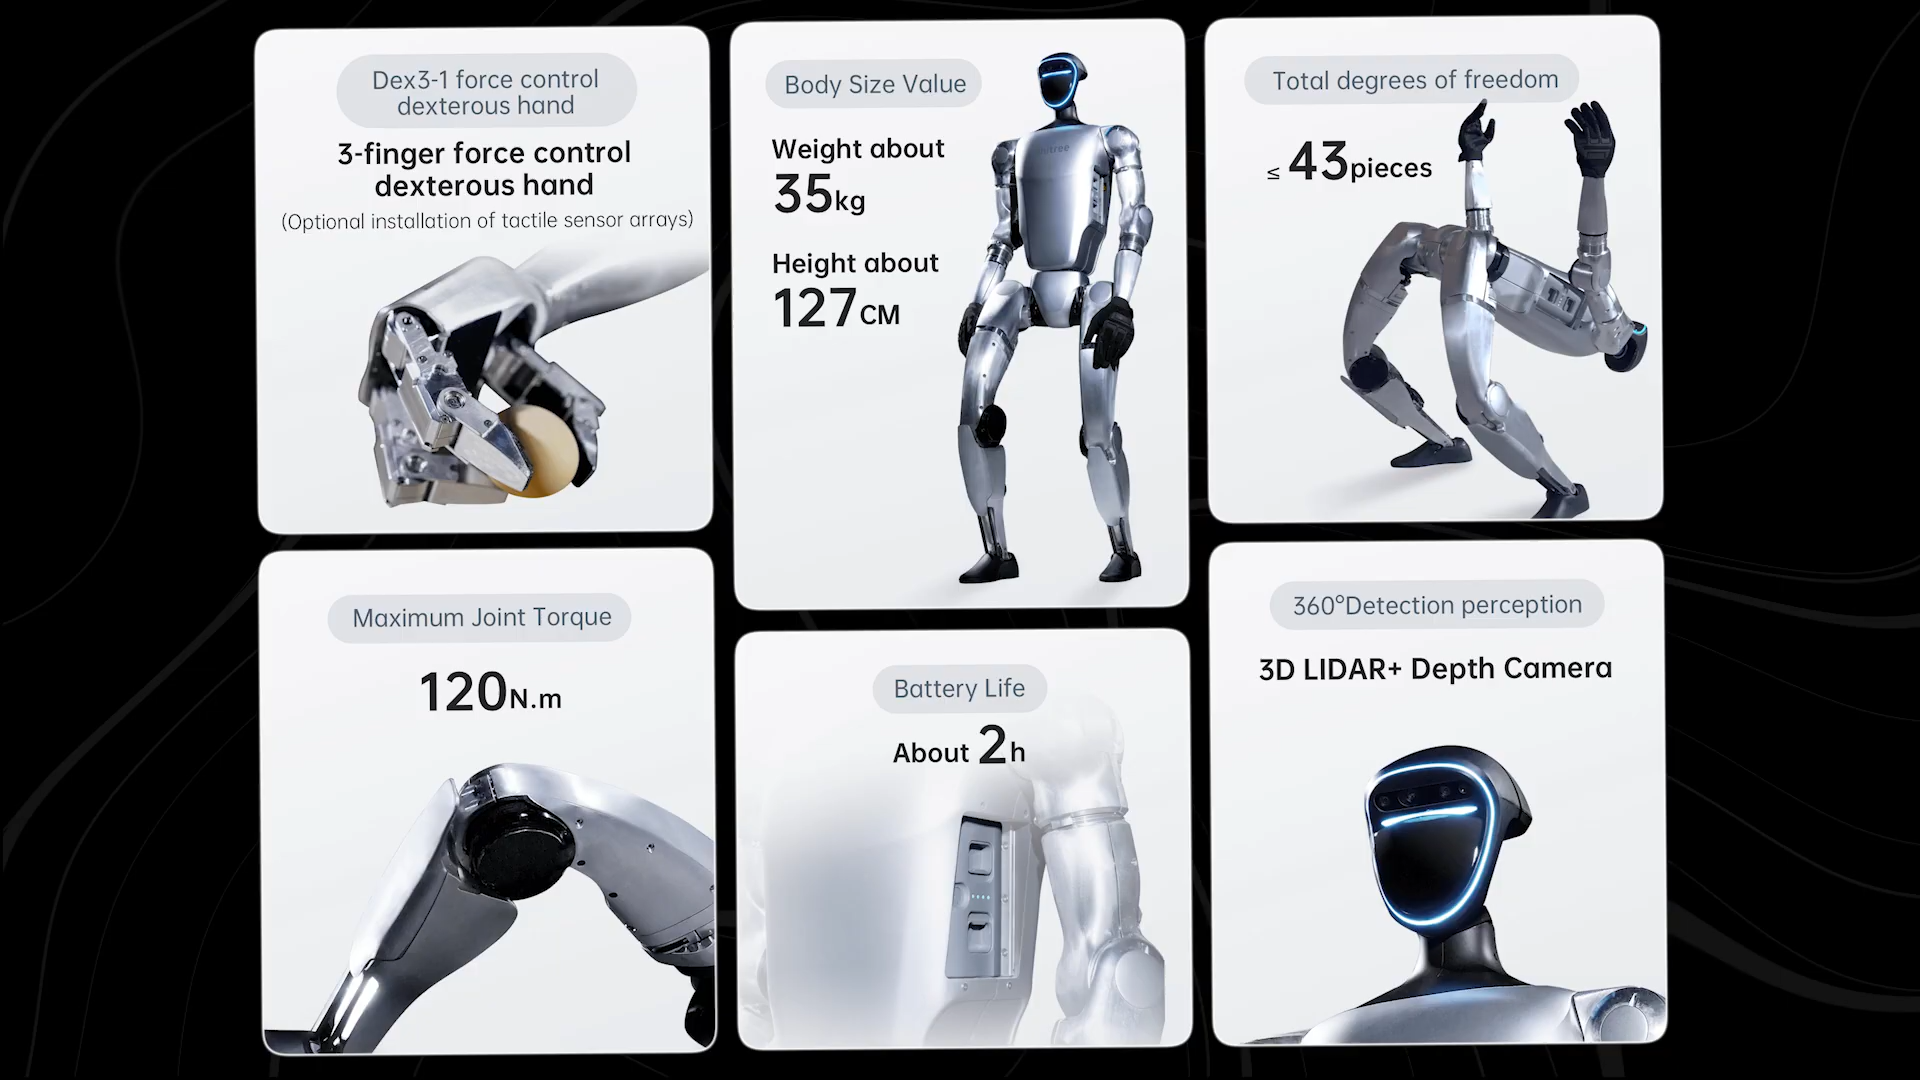 Dex3-1 force control
dexterous hand
3-finger force control
dexterous hand
(Optional installation of tactile sensor arrays)
Body Size Value
Weight about
35kg
Height about
127CM
Total degrees of freedom
≤ 43pieces
Maximum Joint Torque
120N.m
Battery Life
About 2h
360°Detection perception
3D LIDAR+ Depth Camera